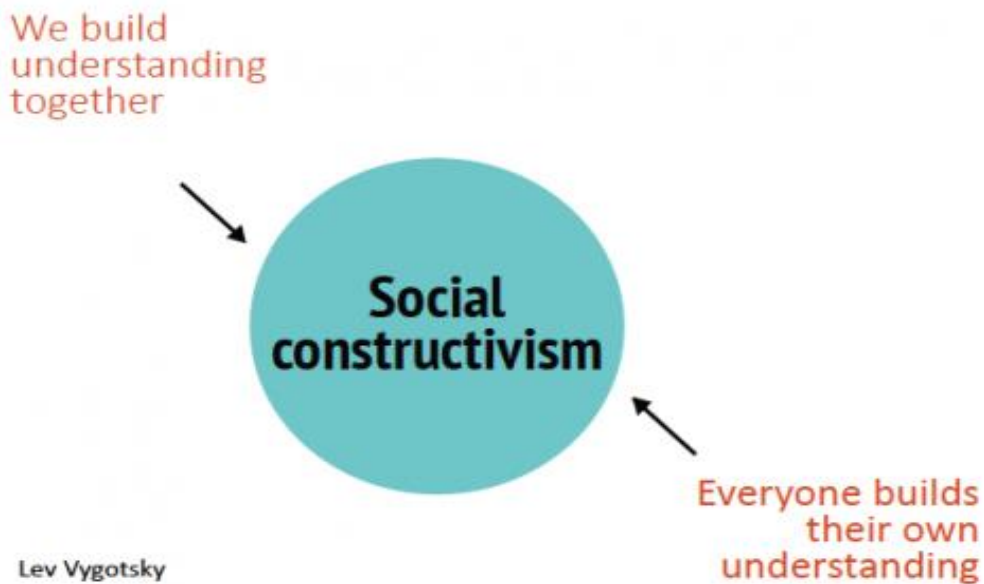 We build
understanding
together
Social
constructivism
Everyone builds
their own
understanding
Lev Vygotsky